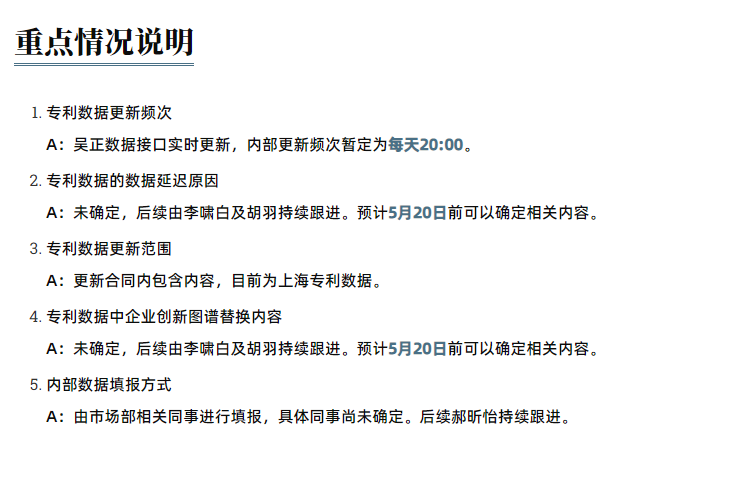 重点情况说明
1. 专利数据更新频次
A：吴正数据接口实时更新，内部更新频次暂定为每天20:00。
2. 专利数据的数据延迟原因
A：未确定，后续由李啸白及胡羽持续跟进。预计5月20日前可以确定相关内容。
3. 专利数据更新范围
A：更新合同内包含内容，目前为上海专利数据。
4. 专利数据中企业创新图谱替换内容
A：未确定，后续由李啸白及胡羽持续跟进。预计5月20日前可以确定相关内容。
5. 内部数据填报方式
A：由市场部相关同事进行填报，具体同事尚未确定。后续郝昕怡持续跟进。